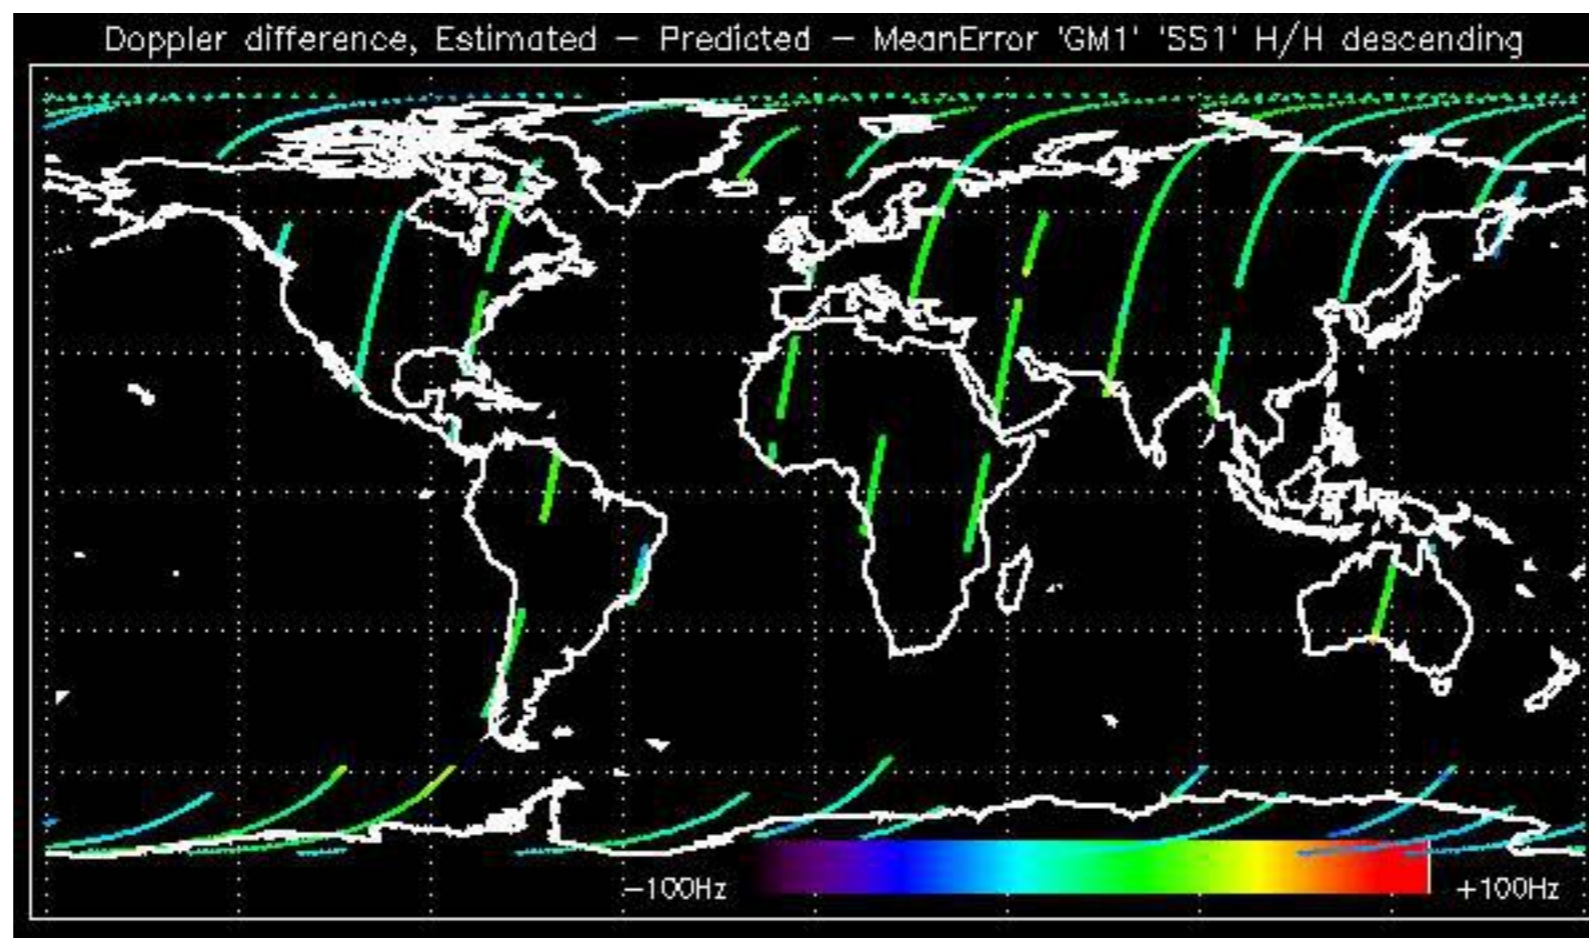 Doppler difference, Estimated — Predicted — MeanError 'GM1' 'SS1' H/H descending
—100Hz +100Hz